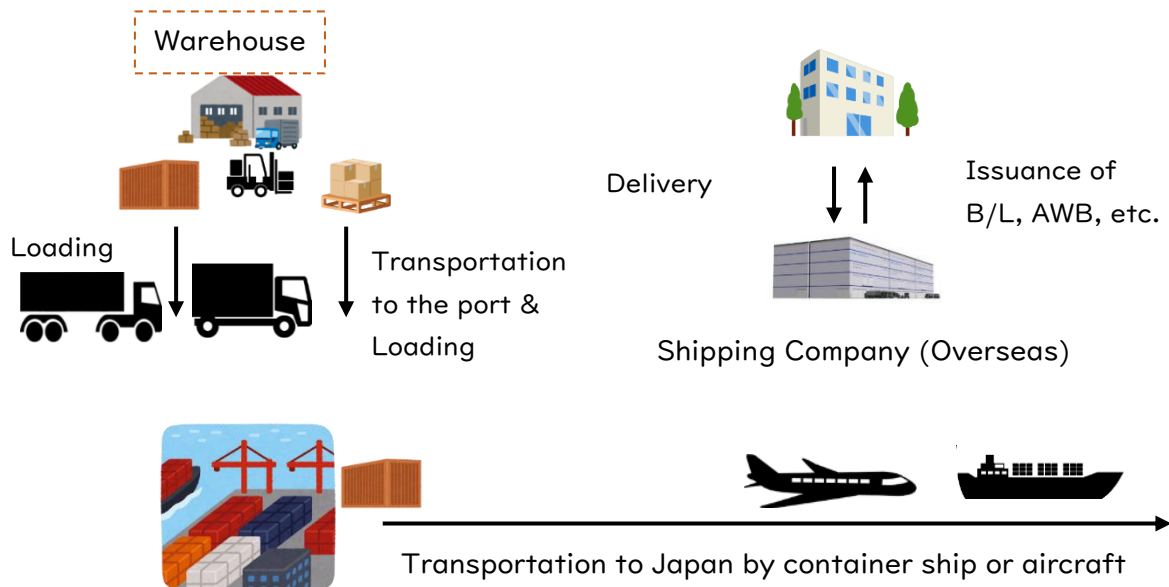 Warehouse
Loading
Transportation
to the port &
Loading
Delivery
Issuance of
B/L, AWB, etc.
Shipping Company (Overseas)
Transportation to Japan by container ship or aircraft